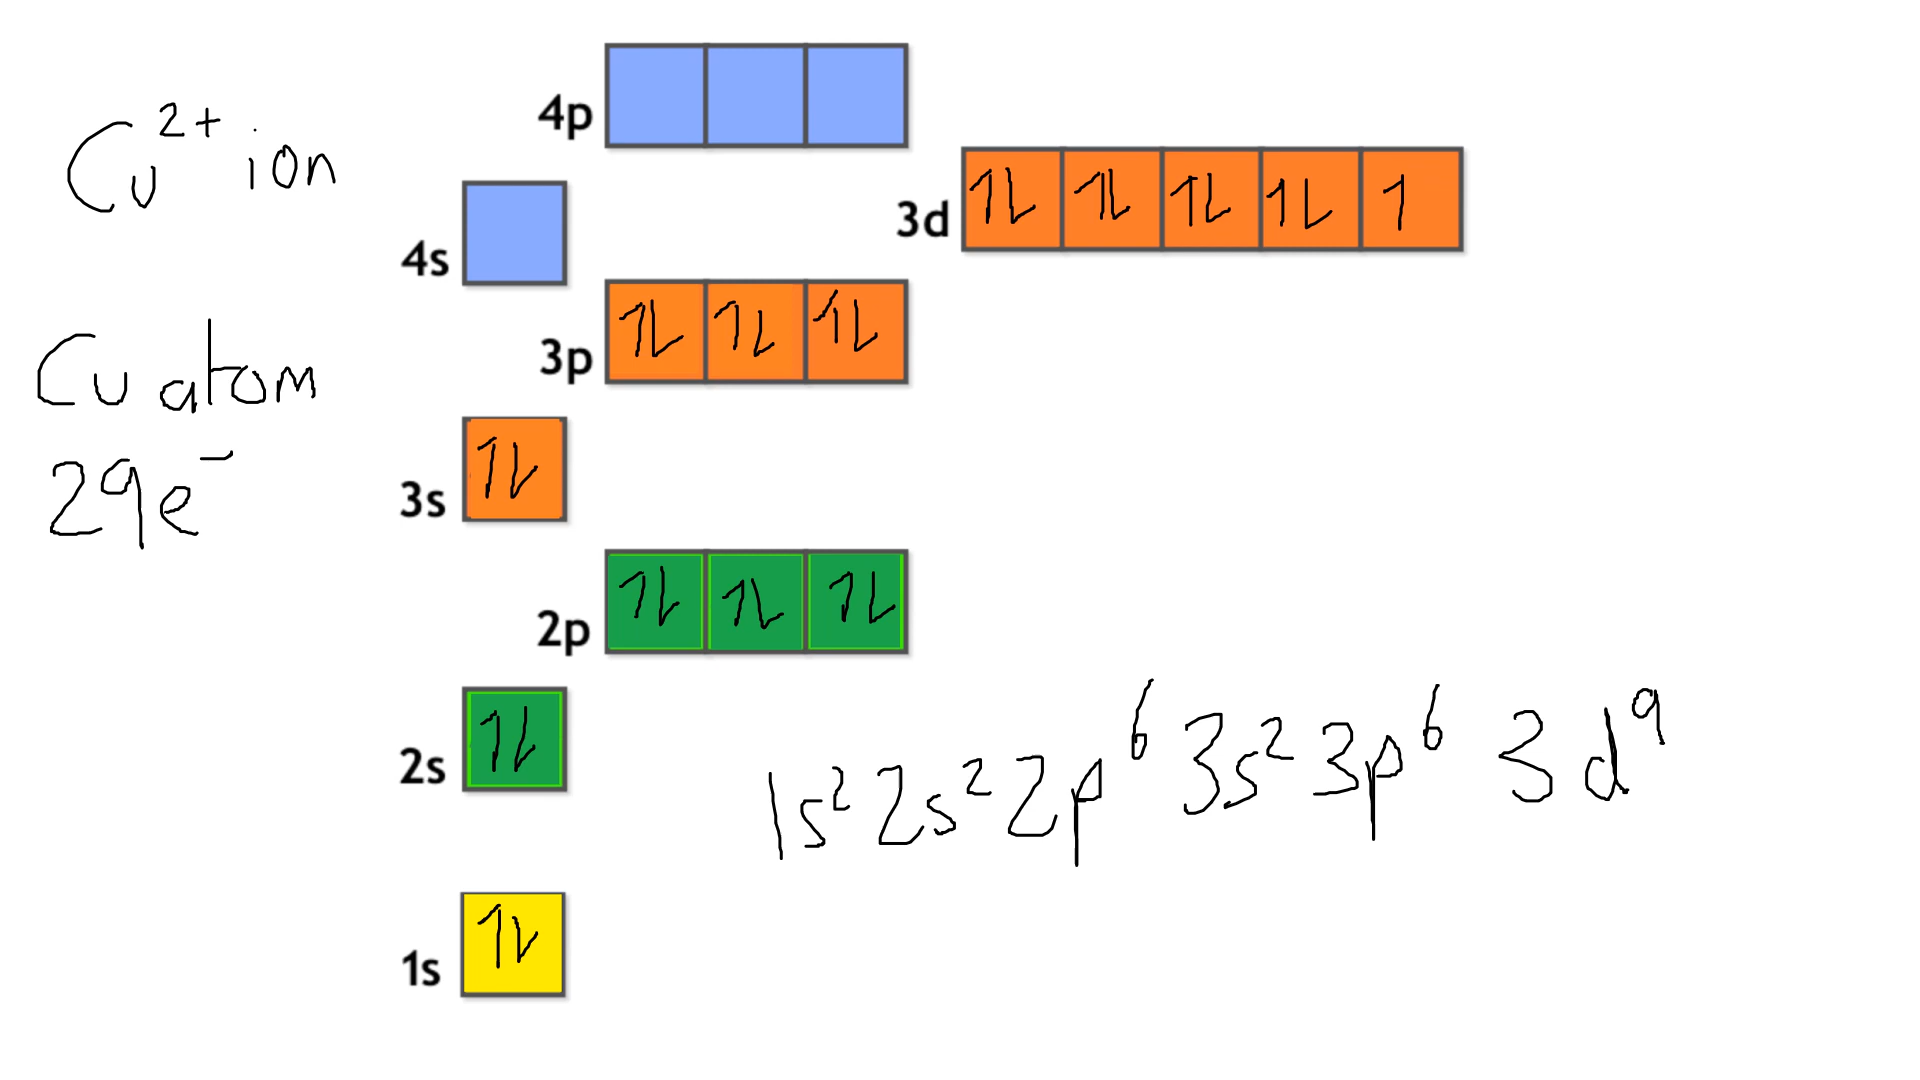 Cu²⁺ ion
Cu atom
29e⁻
4p
4s
3d ↿⇂ ↿⇂ ↿⇂ ↿⇂ ↿
3p ↿⇂ ↿⇂ ↿⇂
3s ↿⇂
2p ↿⇂ ↿⇂ ↿⇂
2s ↿⇂
1s ↿⇂
1s² 2s² 2p⁶ 3s² 3p⁶ 3d⁹